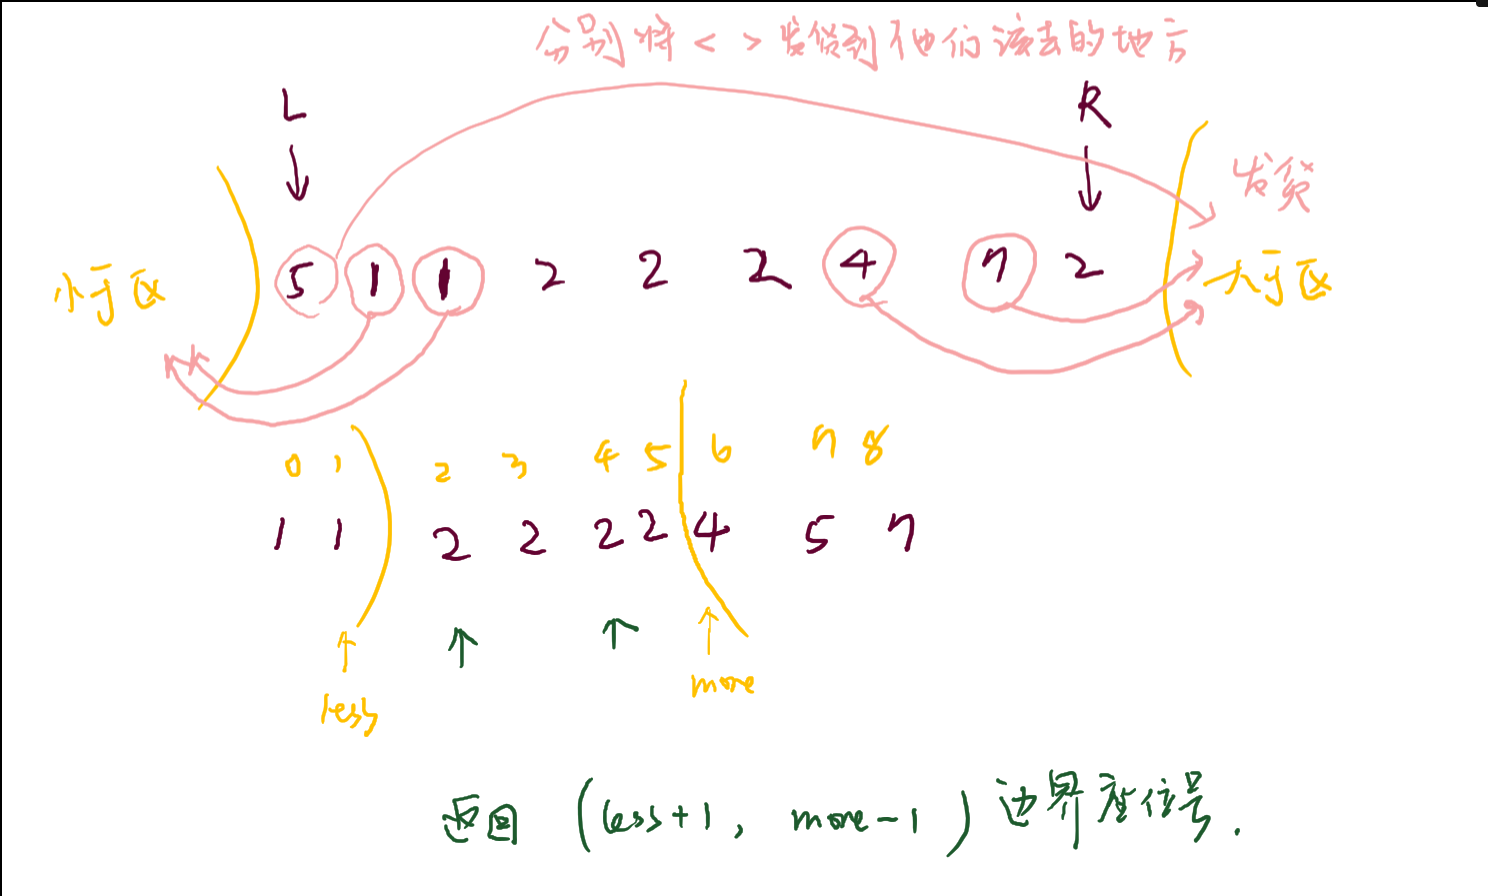 分别将 < > 发货到他们该去的地方
L R
发货
小于区 5 1 1 2 2 2 4 7 2 大于区
0 1 2 3 4 5 6 7 8
1 1 2 2 2 2 4 5 7
less more
返回 (less+1, more-1) 边界座位号.